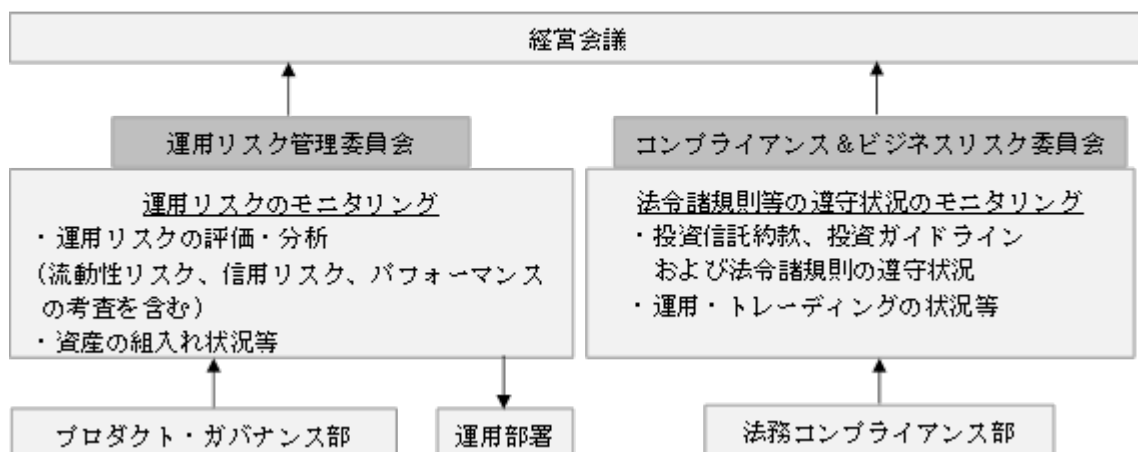 経営会議
運用リスク管理委員会
運用リスクのモニタリング
・運用リスクの評価・分析
(流動性リスク、信用リスク、パフォーマンス
の考査を含む)
・資産の組入れ状況等
プロダクト・ガバナンス部
運用部署
コンプライアンス&ビジネスリスク委員会
法令諸規則等の遵守状況のモニタリング
・投資信託約款、投資ガイドライン
および法令諸規則の遵守状況
・運用・トレーディングの状況等
法務コンプライアンス部